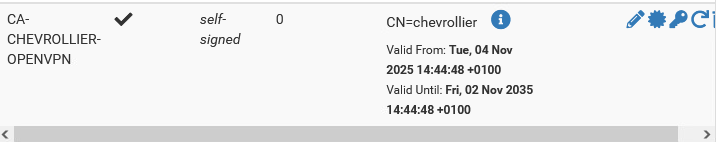 CA-
CHEVROLLIER-
OPENVPN
self-
signed
0
CN=chevrollier
Valid From: Tue, 04 Nov
2025 14:44:48 +0100
Valid Until: Fri, 02 Nov 2035
14:44:48 +0100